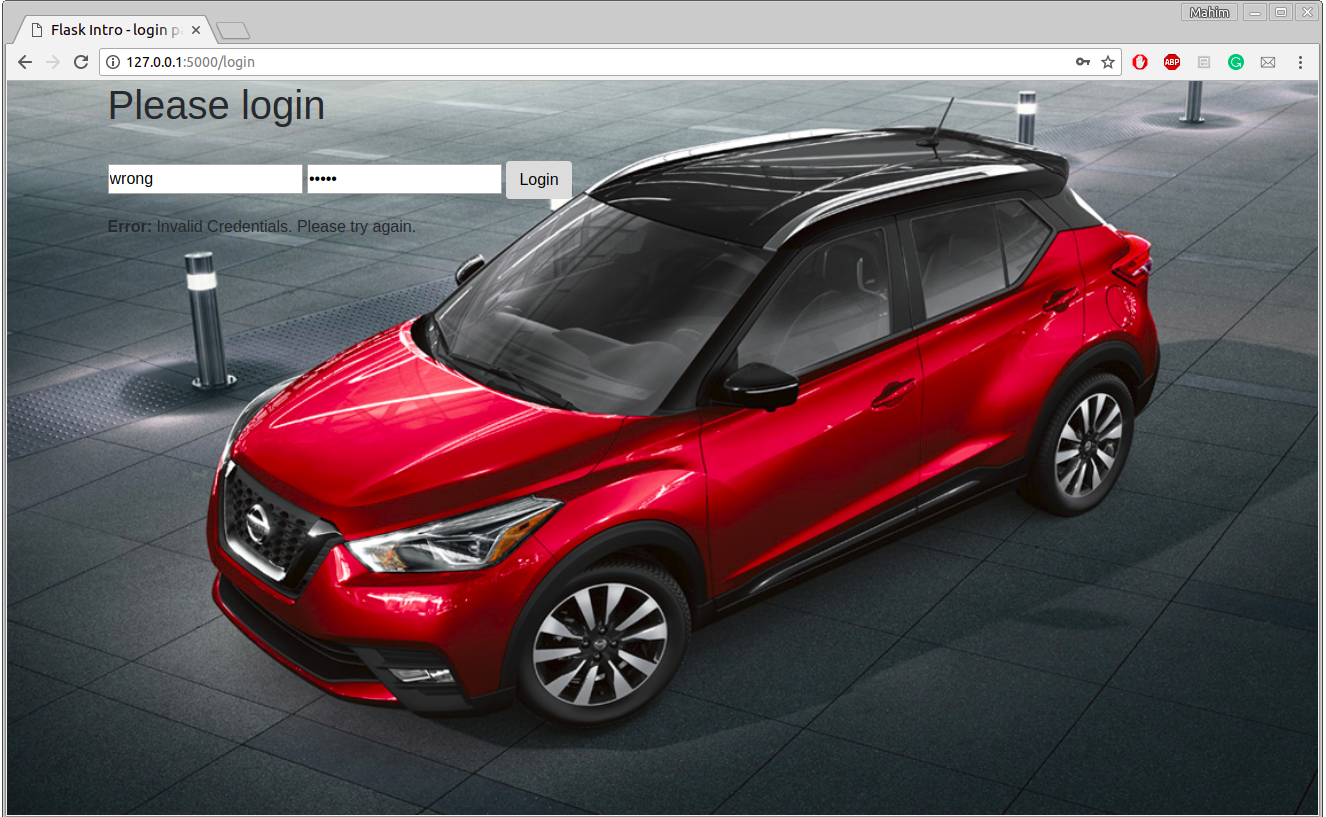 Mahim
Flask Intro - login p
127.0.0.1:5000/login
ABP
Please login
wrong
••••• Login
Error: Invalid Credentials. Please try again.